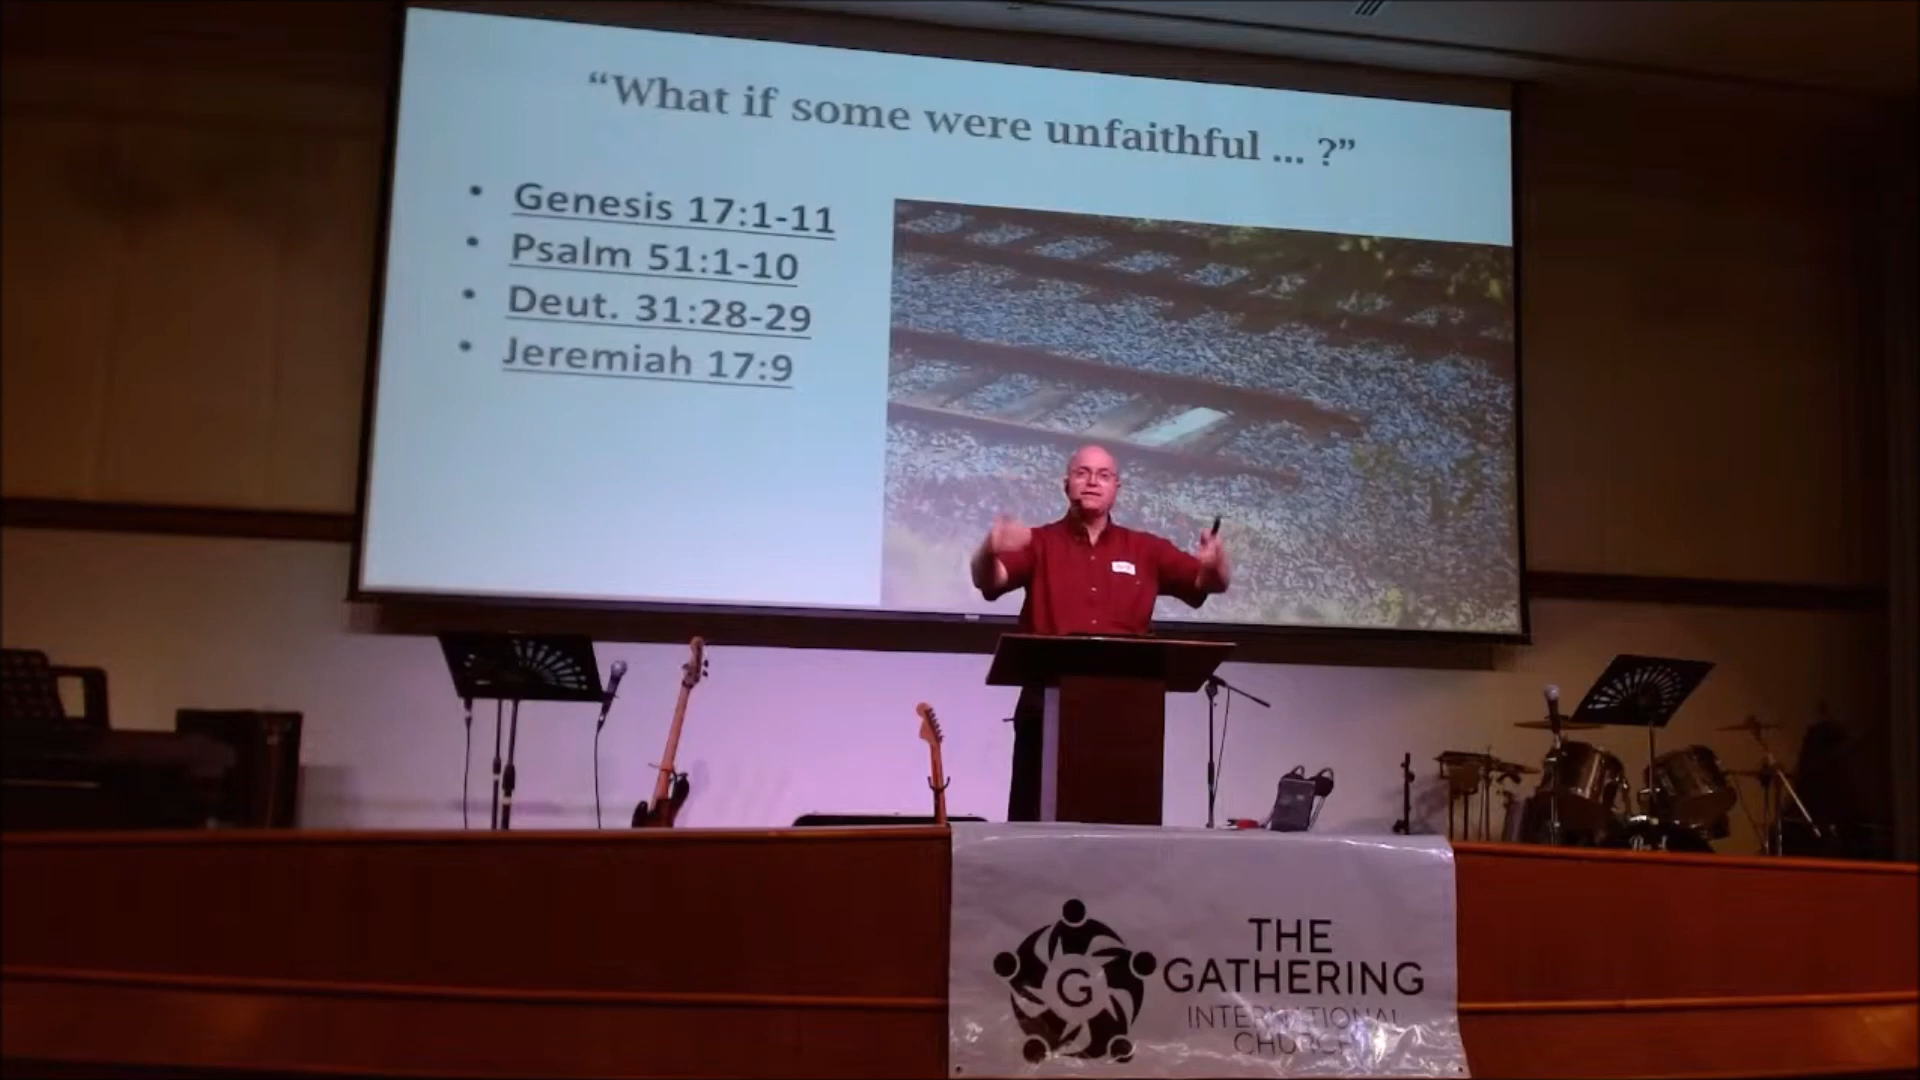 “What if some were unfaithful ... ?”
• Genesis 17:1-11
• Psalm 51:1-10
• Deut. 31:28-29
• Jeremiah 17:9
G
THE
GATHERING
INTERNATIONAL
CHURCH